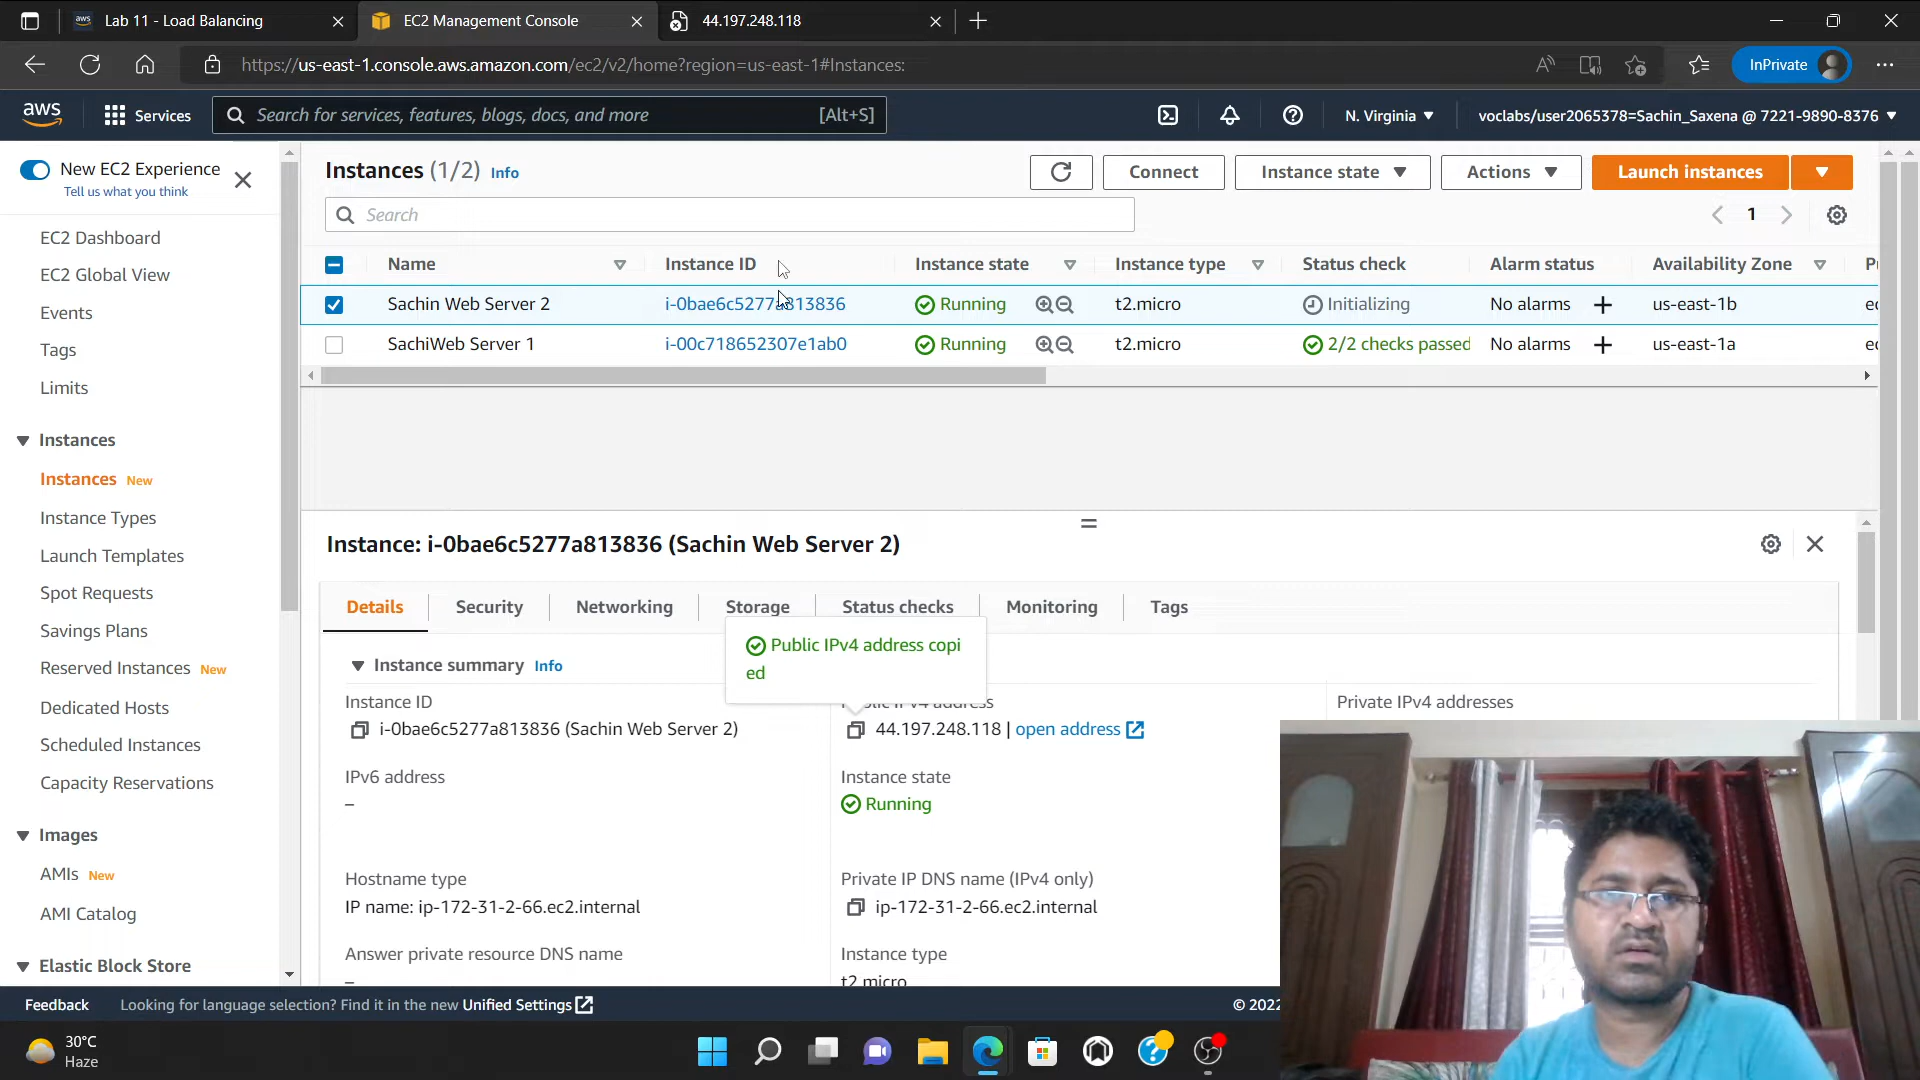 aws Lab 11 - Load Balancing
EC2 Management Console
44.197.248.118
https://us-east-1.console.aws.amazon.com/ec2/v2/home?region=us-east-1#Instances:
InPrivate
aws
Services
Search for services, features, blogs, docs, and more
[Alt+S]
N. Virginia
voclabs/user2065378=Sachin_Saxena @ 7221-9890-8376
New EC2 Experience
Tell us what you think
EC2 Dashboard
EC2 Global View
Events
Tags
Limits
Instances
Instances New
Instance Types
Launch Templates
Spot Requests
Savings Plans
Reserved Instances New
Dedicated Hosts
Scheduled Instances
Capacity Reservations
Images
AMIs New
AMI Catalog
Elastic Block Store
Instances (1/2) Info
Connect
Instance state
Actions
Launch instances
Search
1
Name Instance ID Instance state Instance type Status check Alarm status Availability Zone
Sachin Web Server 2 i-0bae6c5277a813836 Running t2.micro Initializing No alarms us-east-1b
SachiWeb Server 1 i-00c718652307e1ab0 Running t2.micro 2/2 checks passed No alarms us-east-1a
Instance: i-0bae6c5277a813836 (Sachin Web Server 2)
Details Security Networking Storage Status checks Monitoring Tags
Public IPv4 address copi
ed
Instance summary Info
Instance ID
i-0bae6c5277a813836 (Sachin Web Server 2)
44.197.248.118 | open address
Private IPv4 addresses
IPv6 address
–
Instance state
Running
Hostname type
IP name: ip-172-31-2-66.ec2.internal
Private IP DNS name (IPv4 only)
ip-172-31-2-66.ec2.internal
Answer private resource DNS name
–
Instance type
t2.micro
Feedback
Looking for language selection? Find it in the new Unified Settings
© 2022
30°C
Haze